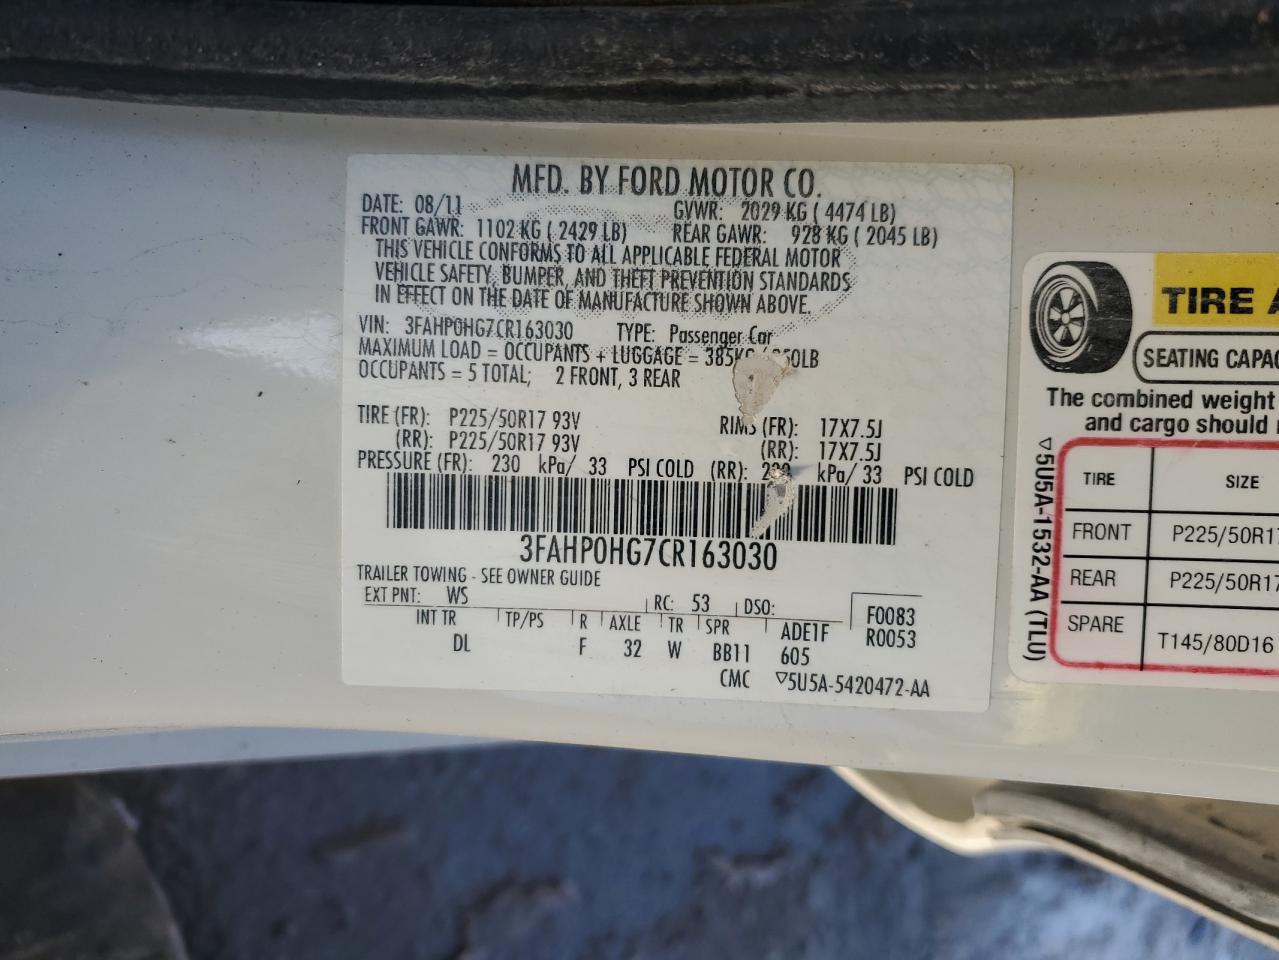 MFD. BY FORD MOTOR CO.
DATE: 08/11 GVWR: 2029 KG ( 4474 LB)
FRONT GAWR: 1102 KG ( 2429 LB) REAR GAWR: 928 KG ( 2045 LB)
THIS VEHICLE CONFORMS TO ALL APPLICABLE FEDERAL MOTOR
VEHICLE SAFETY, BUMPER, AND THEFT PREVENTION STANDARDS
IN EFFECT ON THE DATE OF MANUFACTURE SHOWN ABOVE.
VIN: 3FAHP0HG7CR163030 TYPE: Passenger Car
MAXIMUM LOAD = OCCUPANTS + LUGGAGE =
OCCUPANTS = 5 TOTAL; 2 FRONT, 3 REAR
TIRE (FR): P225/50R17 93V RIMS (FR): 17X7.5J
(RR): P225/50R17 93V (RR): 17X7.5J
PRESSURE (FR): 230 kPa/ 33 PSI COLD (RR): kPa/ 33 PSI COLD
3FAHP0HG7CR163030
TRAILER TOWING - SEE OWNER GUIDE
EXT PNT: WS RC: 53 DSO: F0083
INT TR TP/PS R AXLE TR SPR ADE1F R0053
DL F 32 W BB11 605
CMC ▽5U5A-5420472-AA
TIRE A
SEATING CAPAC
The combined weight
and cargo should
▽5U5A-1532-AA (TLU)
TIRE SIZE
FRONT P225/50R17
REAR P225/50R17
SPARE T145/80D16